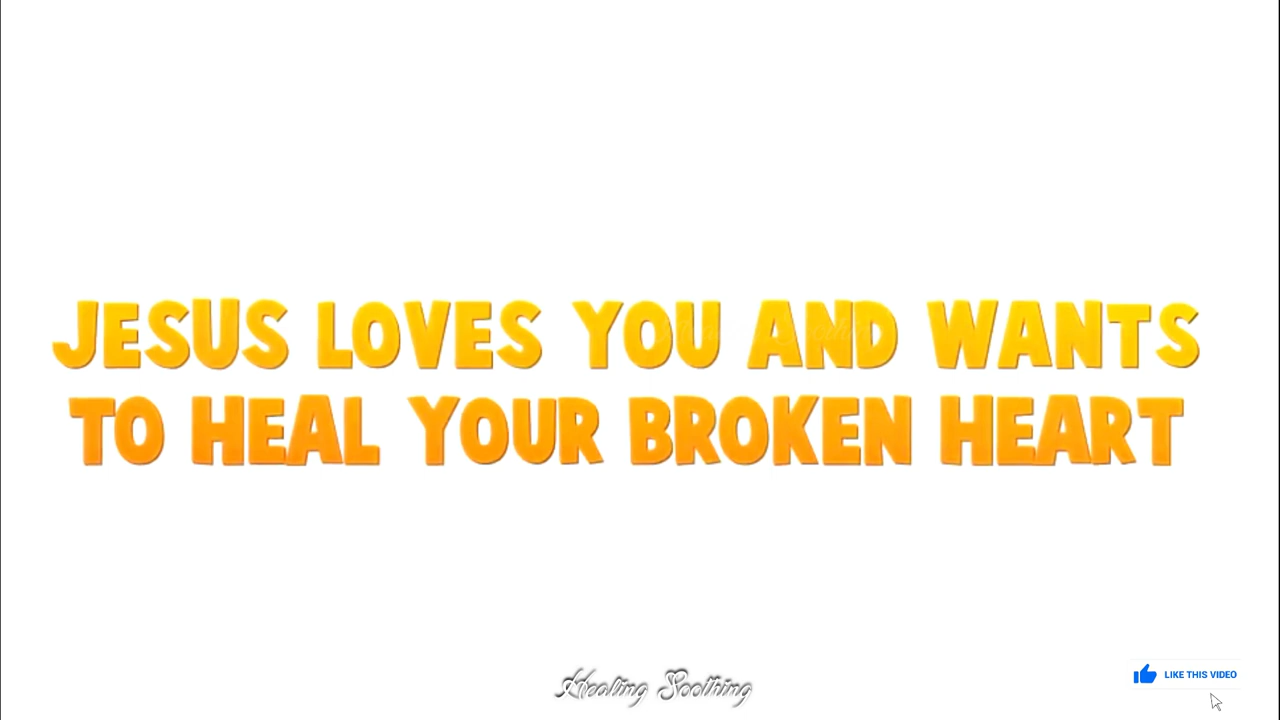 JESUS LOVES YOU AND WANTS
TO HEAL YOUR BROKEN HEART
Healing Soothing
LIKE THIS VIDEO